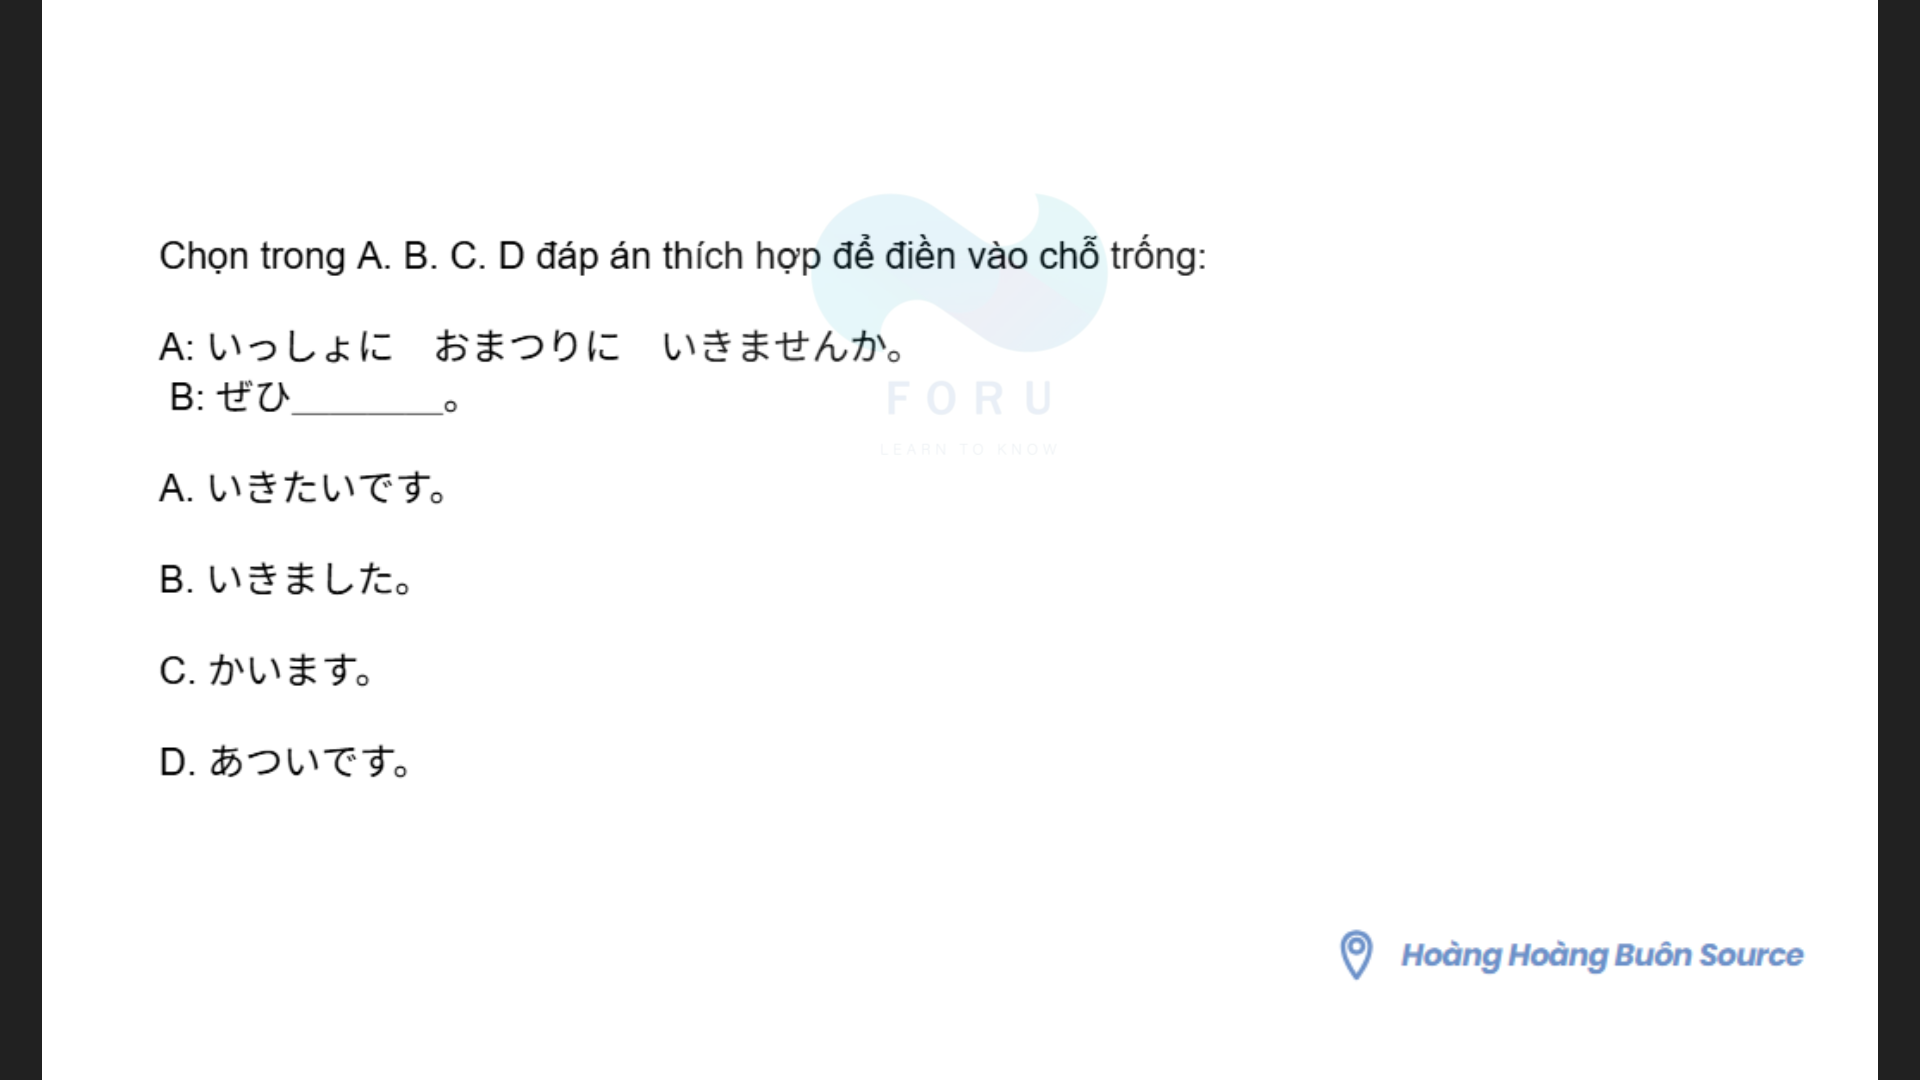 Chọn trong A. B. C. D đáp án thích hợp để điền vào chỗ trống:
A: いっしょに　おまつりに　いきませんか。
B: ぜひ________。
A. いきたいです。
B. いきました。
C. かいます。
D. あついです。
FORU
LEARN TO KNOW
Hoàng Hoàng Buôn Source